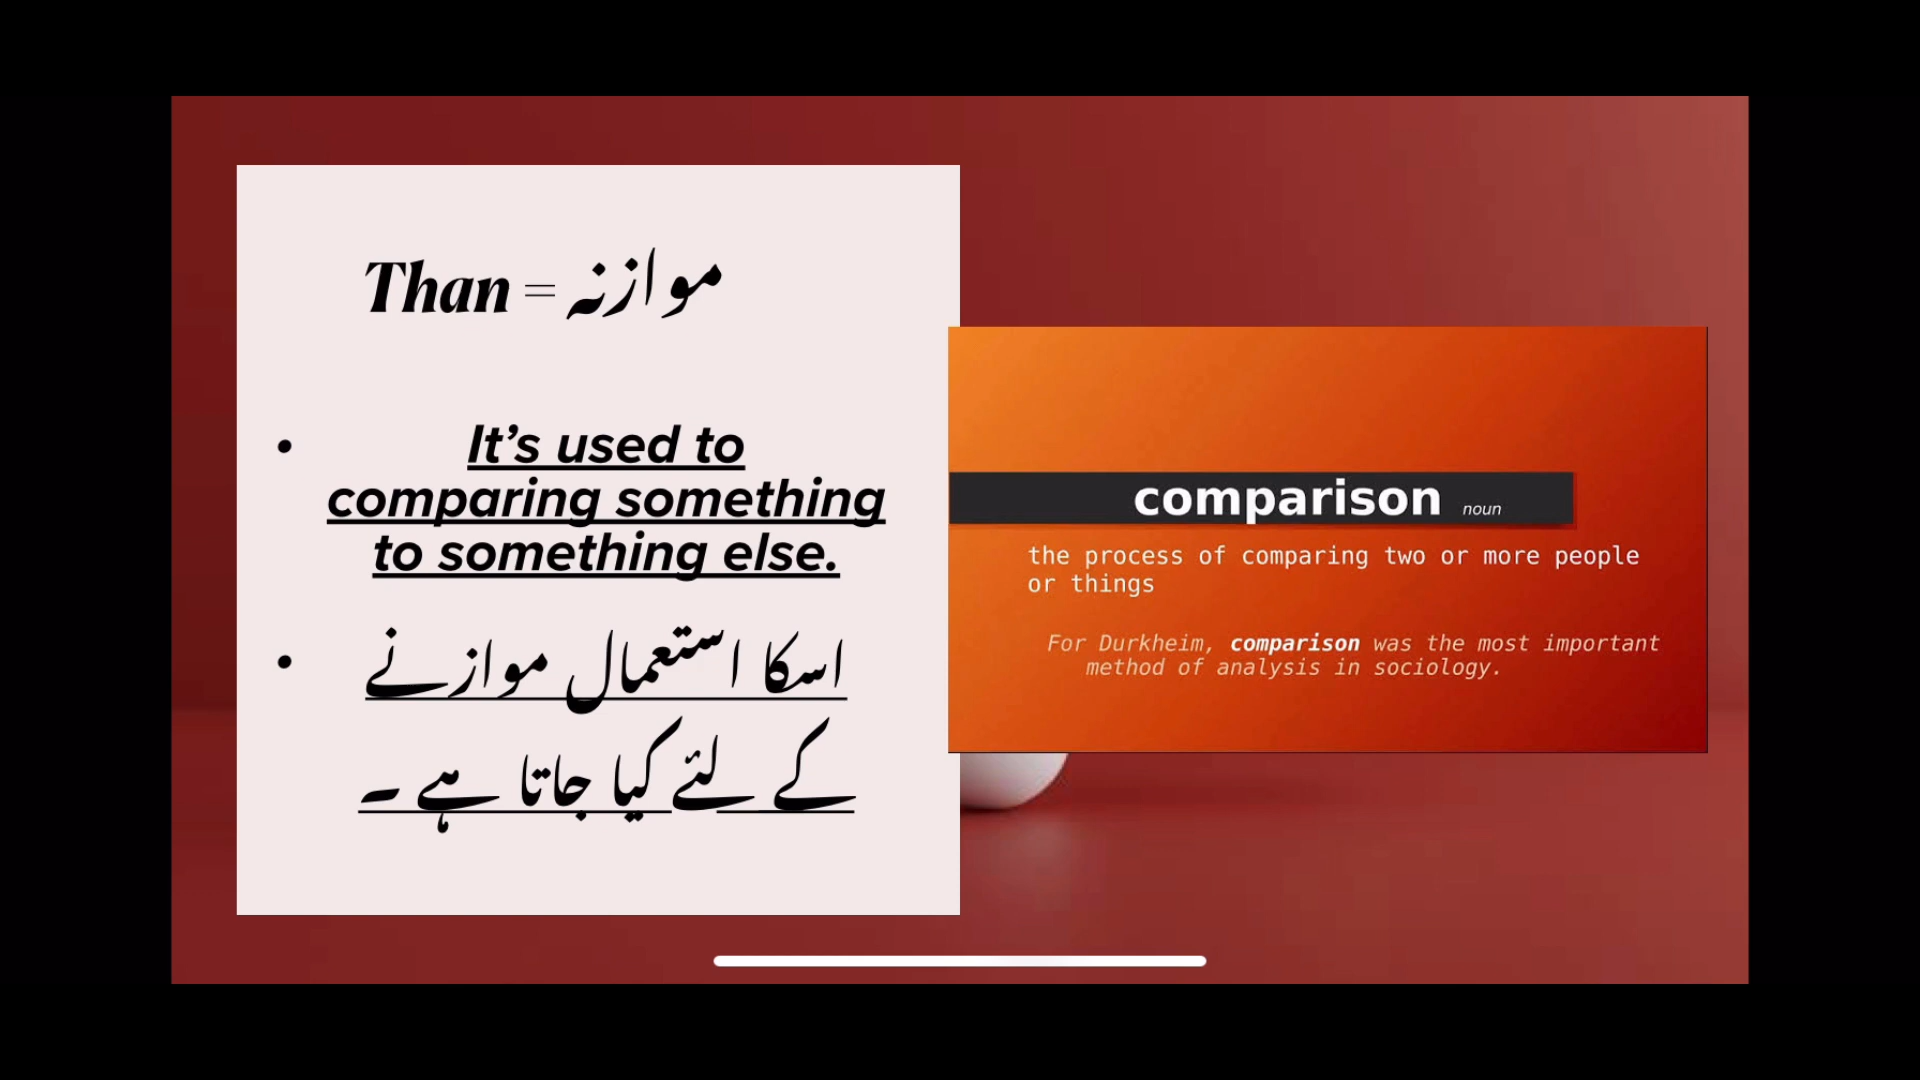 Than = موازنہ
• It’s used to
comparing something
to something else.
• اسکا استعمال موازنے
کے لئے کیا جاتا ہے ۔
comparison noun
the process of comparing two or more people
or things
For Durkheim, comparison was the most important
method of analysis in sociology.